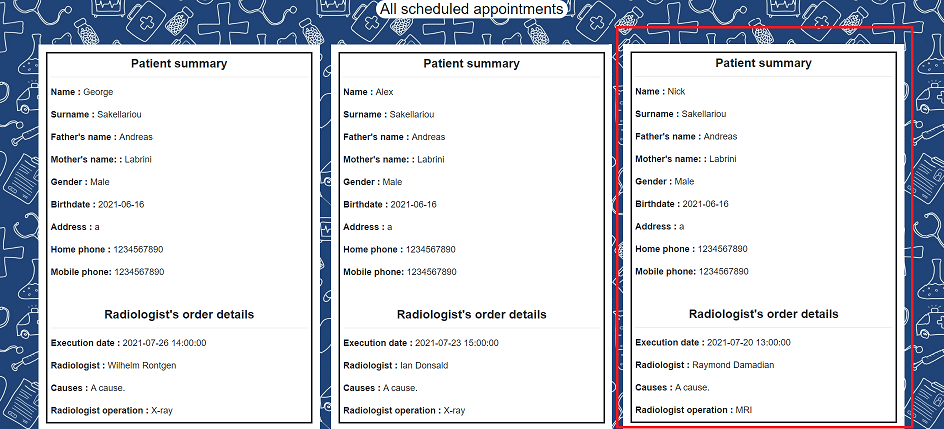 All scheduled appointments
Patient summary
Name : George
Surname : Sakellariou
Father's name : Andreas
Mother's name: : Labrini
Gender : Male
Birthdate : 2021-06-16
Address : a
Home phone : 1234567890
Mobile phone: 1234567890
Radiologist's order details
Execution date : 2021-07-26 14:00:00
Radiologist : Wilhelm Rontgen
Causes : A cause.
Radiologist operation : X-ray
Patient summary
Name : Alex
Surname : Sakellariou
Father's name : Andreas
Mother's name: : Labrini
Gender : Male
Birthdate : 2021-06-16
Address : a
Home phone : 1234567890
Mobile phone: 1234567890
Radiologist's order details
Execution date : 2021-07-23 15:00:00
Radiologist : Ian Donsald
Causes : A cause.
Radiologist operation : X-ray
Patient summary
Name : Nick
Surname : Sakellariou
Father's name : Andreas
Mother's name: : Labrini
Gender : Male
Birthdate : 2021-06-16
Address : a
Home phone : 1234567890
Mobile phone: 1234567890
Radiologist's order details
Execution date : 2021-07-20 13:00:00
Radiologist : Raymond Damadian
Causes : A cause.
Radiologist operation : MRI